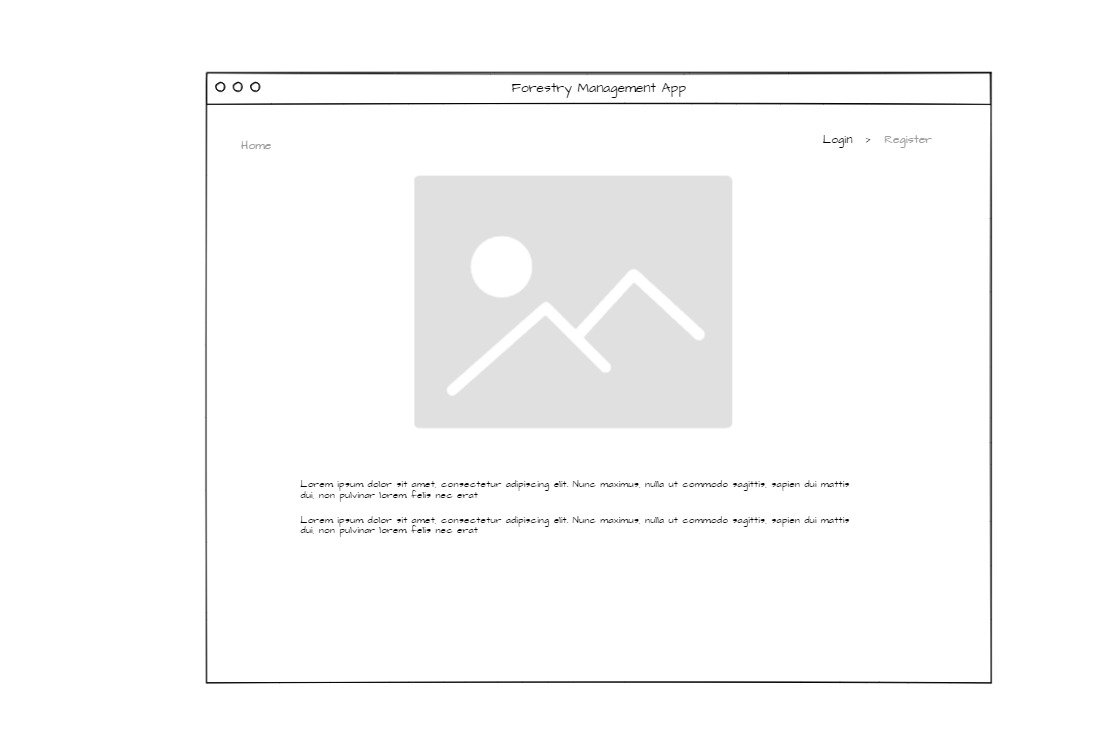 Forestry Management App
Home
Login > Register
Lorem ipsum dolor sit amet, consectetur adipiscing elit. Nunc maximus, nulla ut commodo sagittis, sapien dui mattis
dui, non pulvinar lorem felis nec erat
Lorem ipsum dolor sit amet, consectetur adipiscing elit. Nunc maximus, nulla ut commodo sagittis, sapien dui mattis
dui, non pulvinar lorem felis nec erat